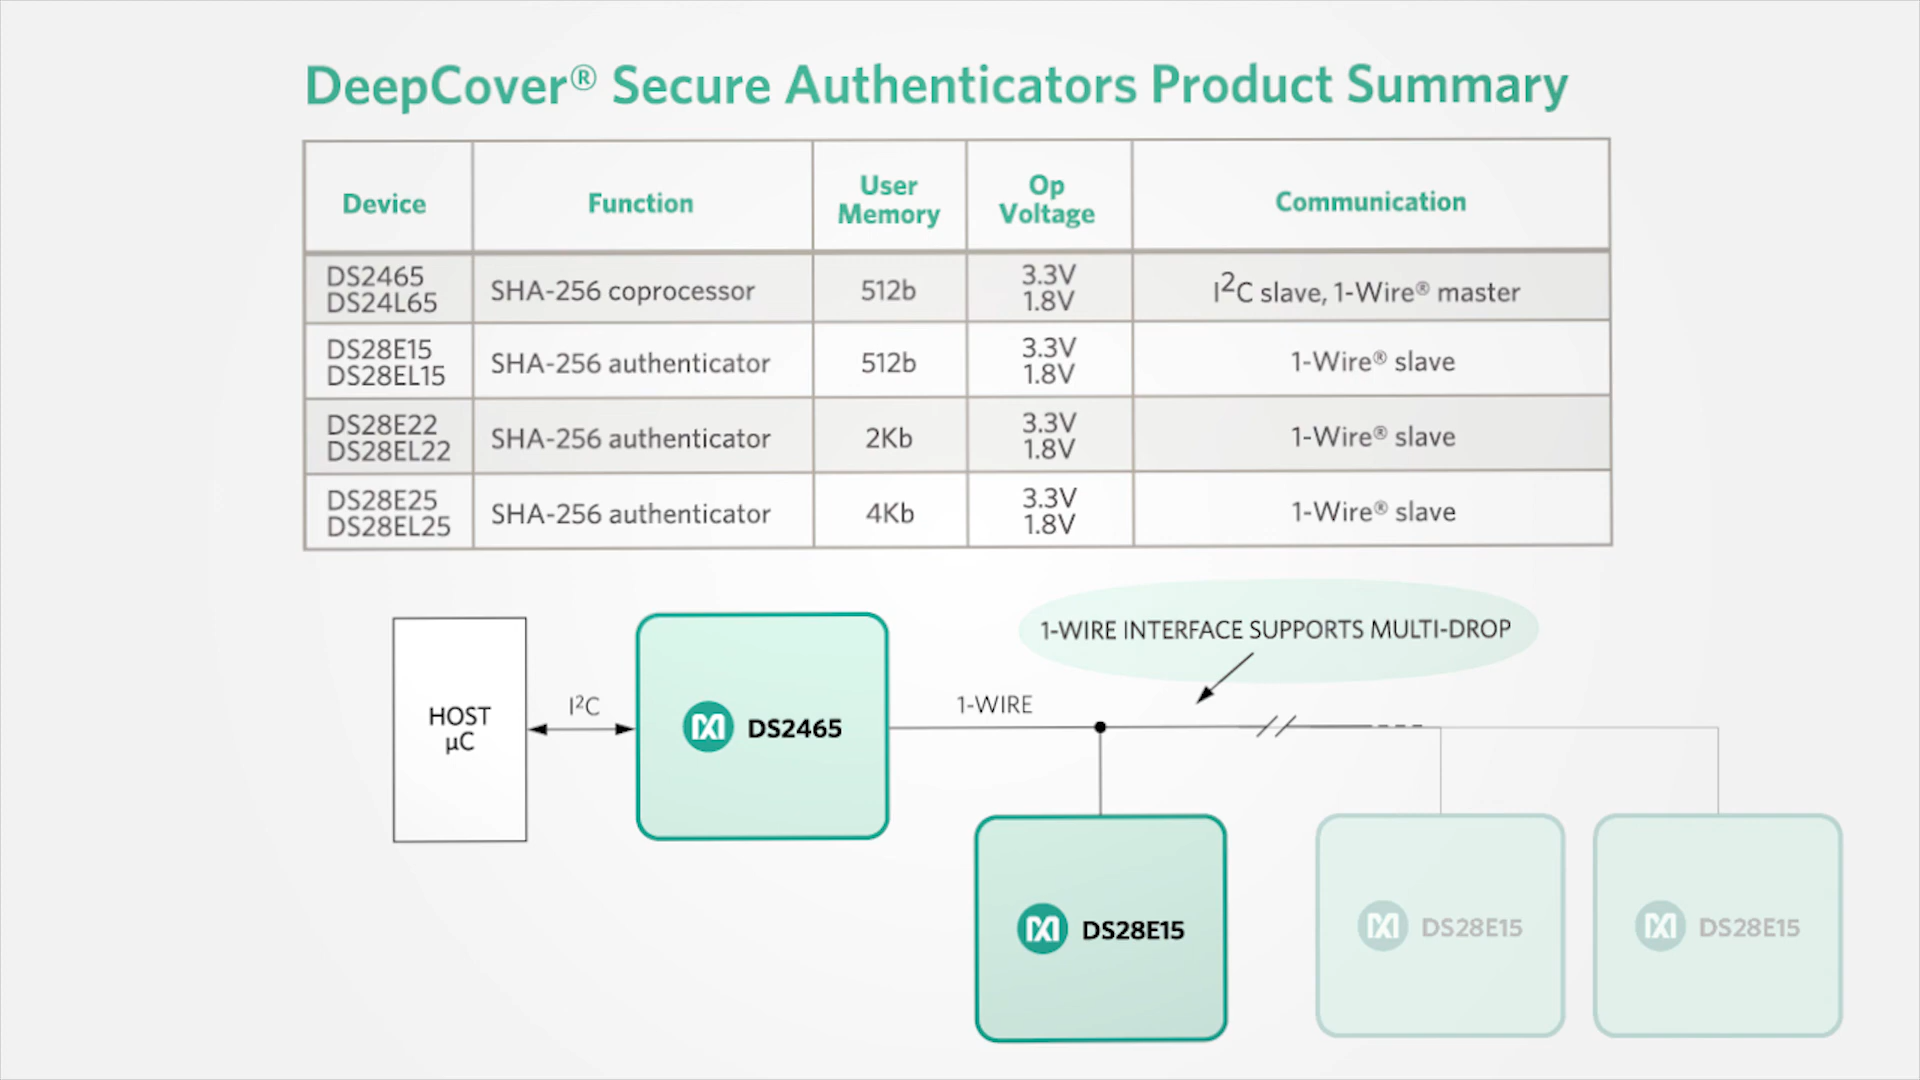 DeepCover® Secure Authenticators Product Summary
Device
Function
User
Memory
Op
Voltage
Communication
DS2465
DS24L65
SHA-256 coprocessor
512b
3.3V
1.8V
I²C slave, 1-Wire® master
DS28E15
DS28EL15
SHA-256 authenticator
512b
3.3V
1.8V
1-Wire® slave
DS28E22
DS28EL22
SHA-256 authenticator
2Kb
3.3V
1.8V
1-Wire® slave
DS28E25
DS28EL25
SHA-256 authenticator
4Kb
3.3V
1.8V
1-Wire® slave
1-WIRE INTERFACE SUPPORTS MULTI-DROP
HOST
µC
I²C
DS2465
1-WIRE
DS28E15
DS28E15
DS28E15